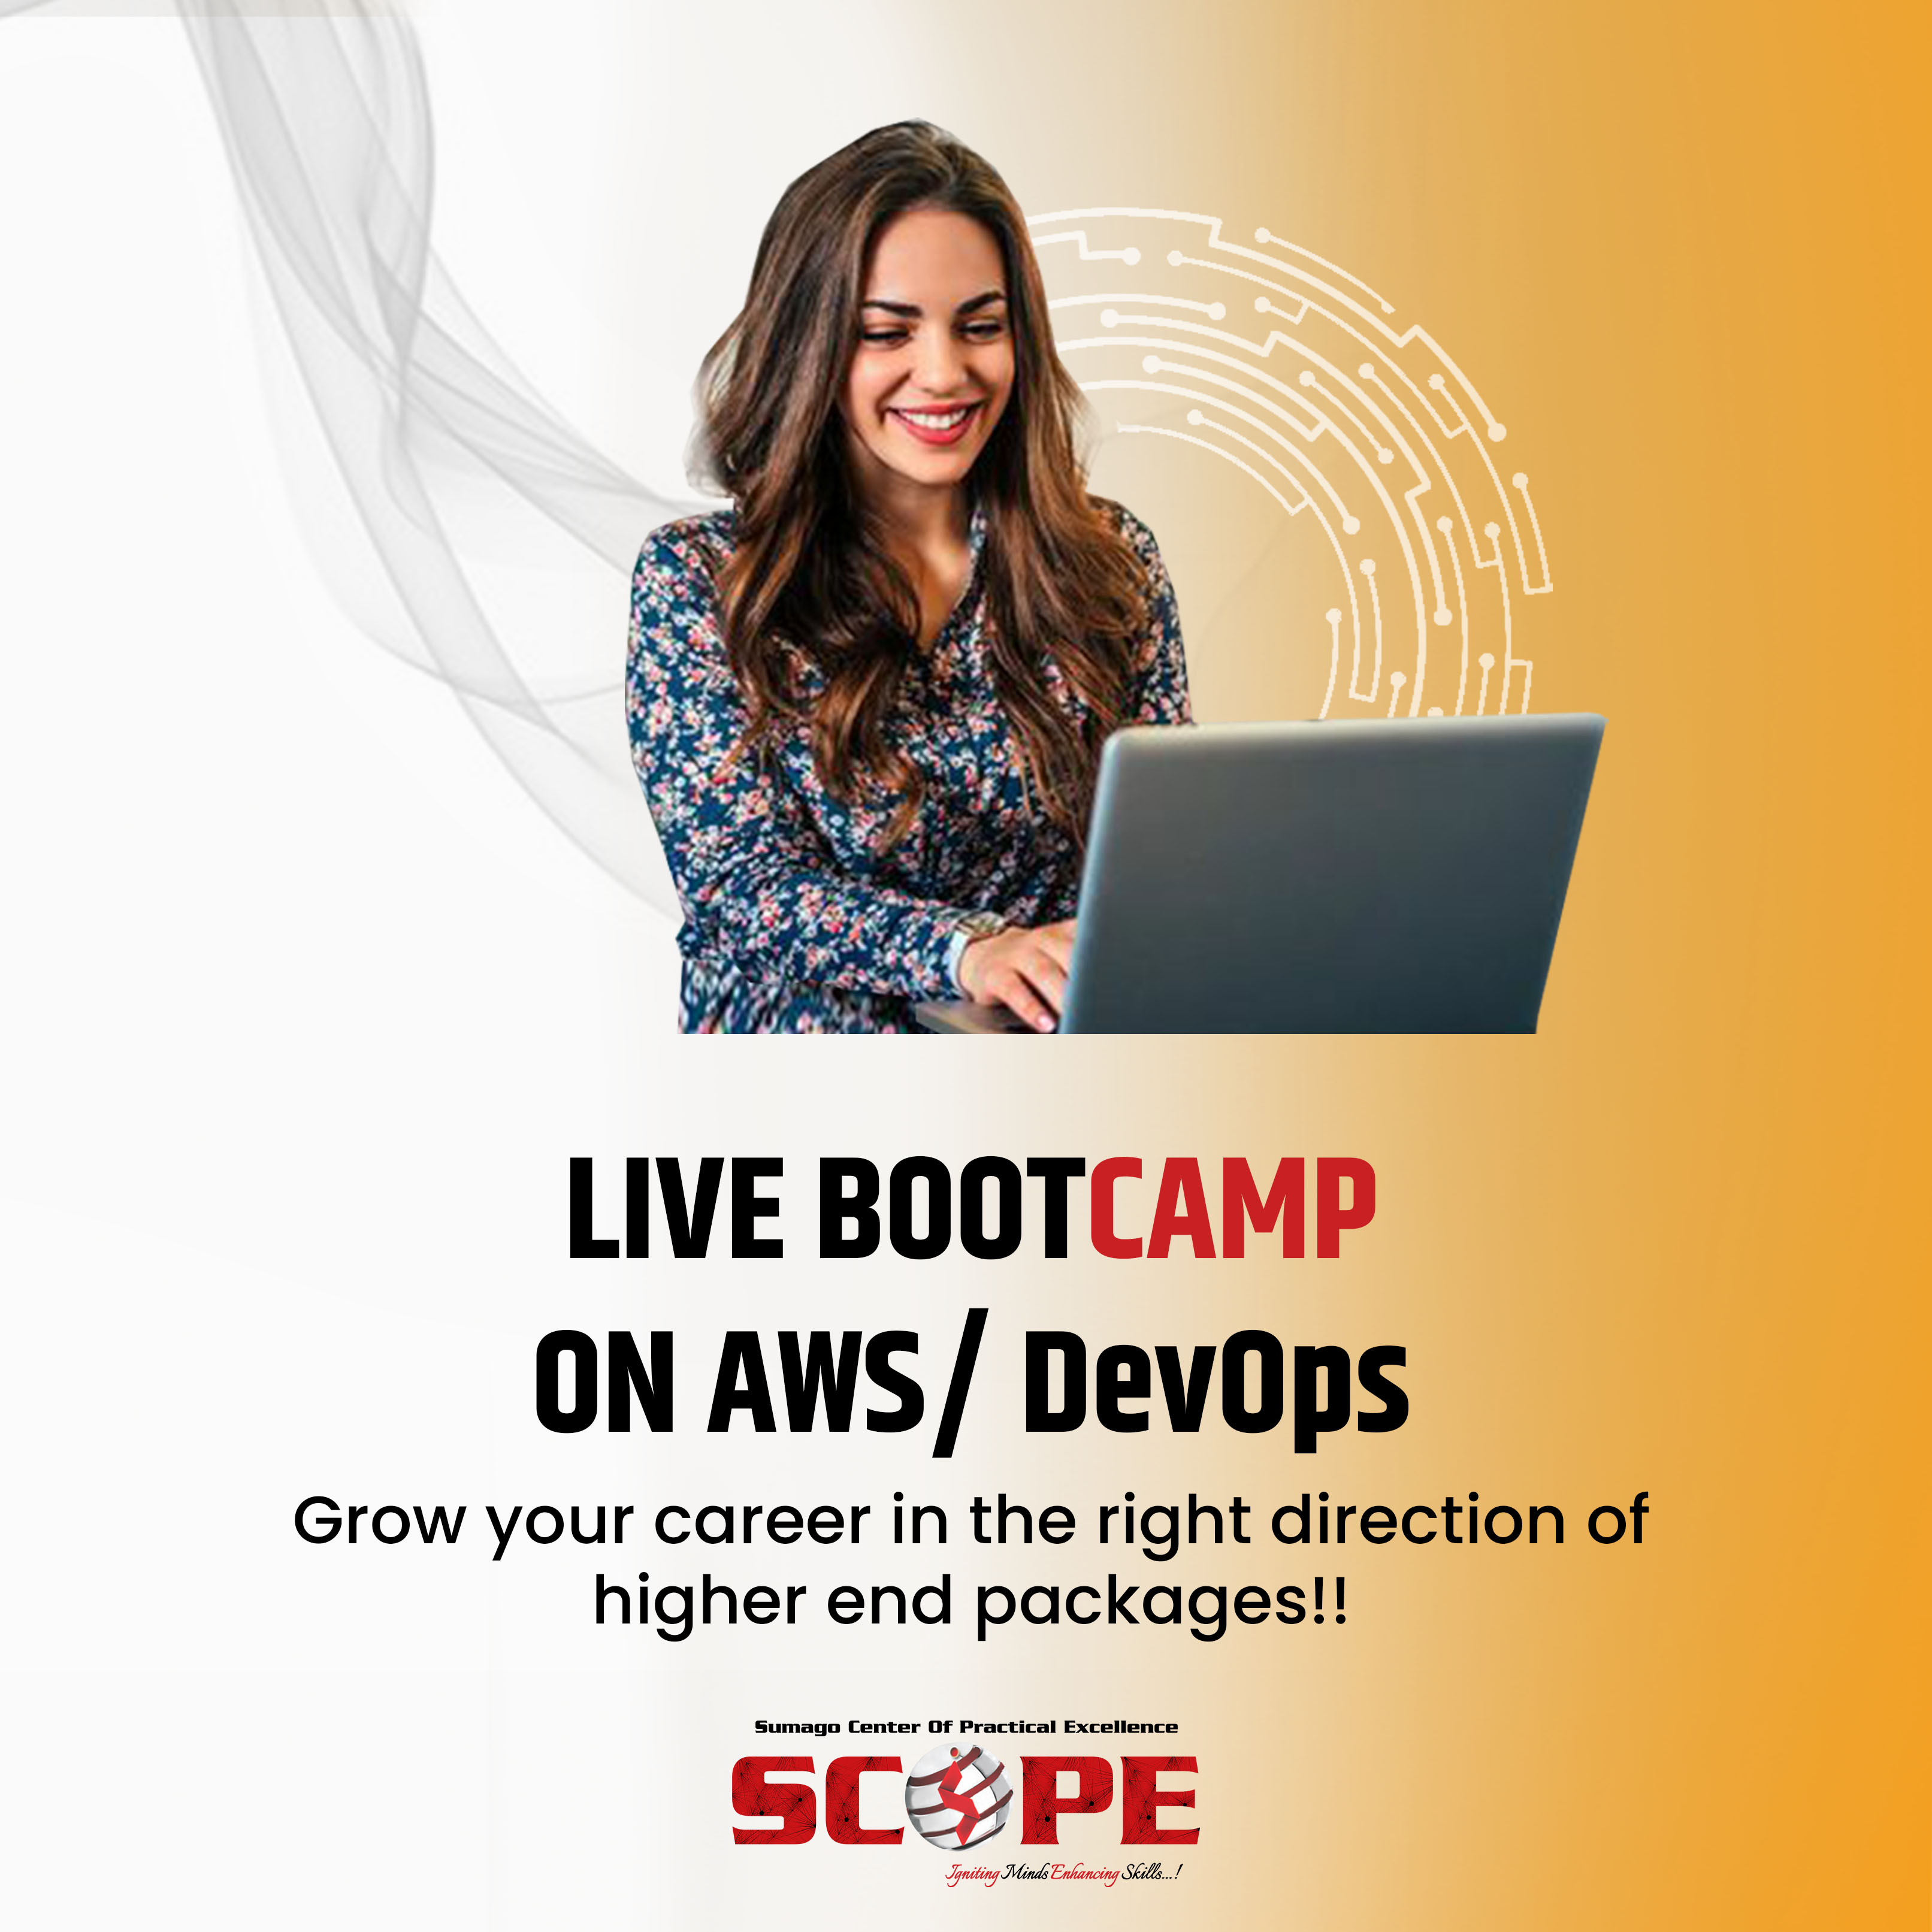 LIVE BOOTCAMP
ON AWS/ DevOps
Grow your career in the right direction of
higher end packages!!
Sumago Center Of Practical Excellence
SCOPE
Igniting Minds Enhancing Skills...!